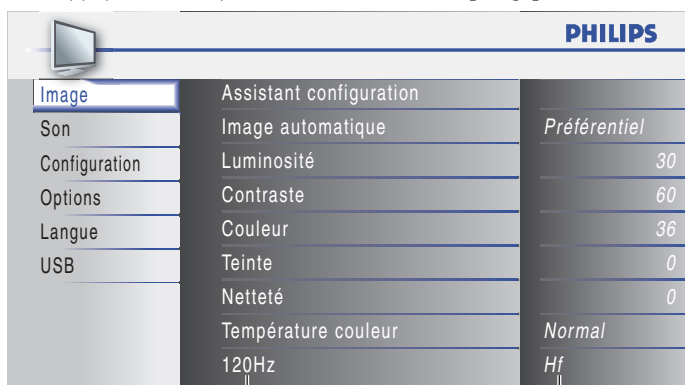 PHILIPS
Image
Son
Configuration
Options
Langue
USB
Assistant configuration
Image automatique Préférentiel
Luminosité 30
Contraste 60
Couleur 36
Teinte 0
Netteté 0
Température couleur Normal
120Hz Hf